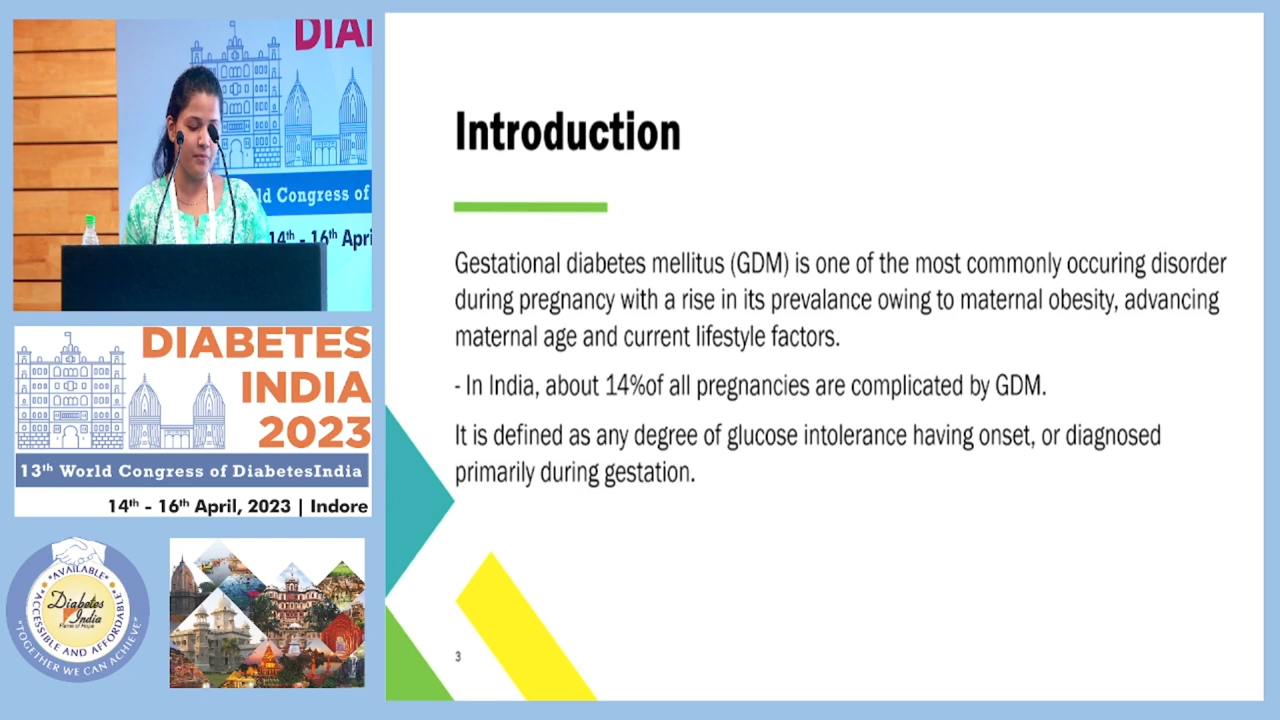 DIA
ld Congress of
14th - 16th Apri
DIABETES
INDIA
2023
13th World Congress of DiabetesIndia
14th - 16th April, 2023 | Indore
*AVAILABLE*
*ACCESSIBLE AND AFFORDABLE*
Diabetes
India
Flame of Hope
"TOGETHER WE CAN ACHIEVE"
Introduction
Gestational diabetes mellitus (GDM) is one of the most commonly occuring disorder
during pregnancy with a rise in its prevalance owing to maternal obesity, advancing
maternal age and current lifestyle factors.
- In India, about 14%of all pregnancies are complicated by GDM.
It is defined as any degree of glucose intolerance having onset, or diagnosed
primarily during gestation.
3